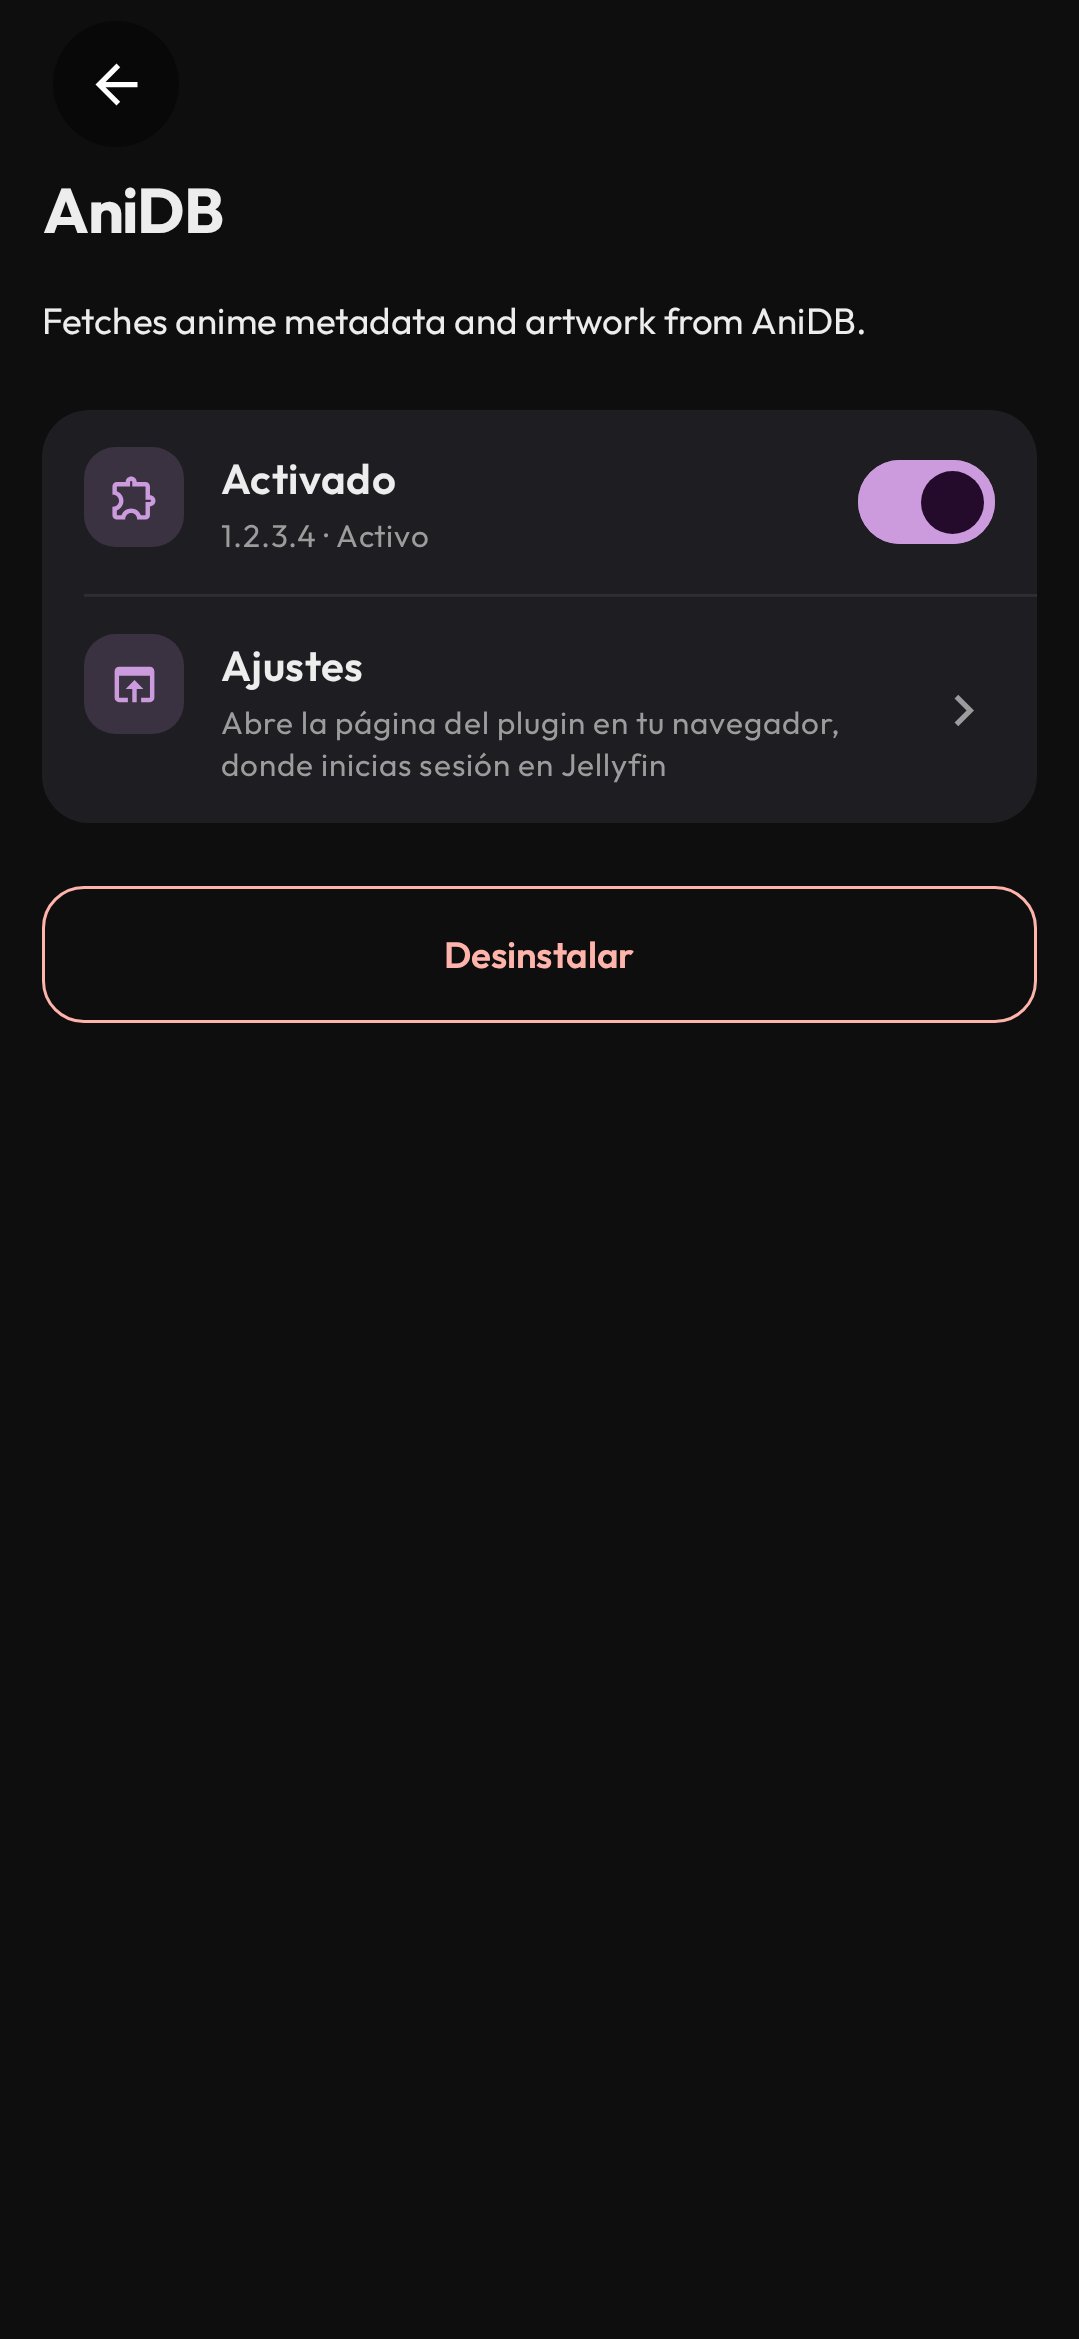 AniDB
Fetches anime metadata and artwork from AniDB.
Activado
1.2.3.4 · Activo
Ajustes
Abre la página del plugin en tu navegador,
donde inicias sesión en Jellyfin
Desinstalar